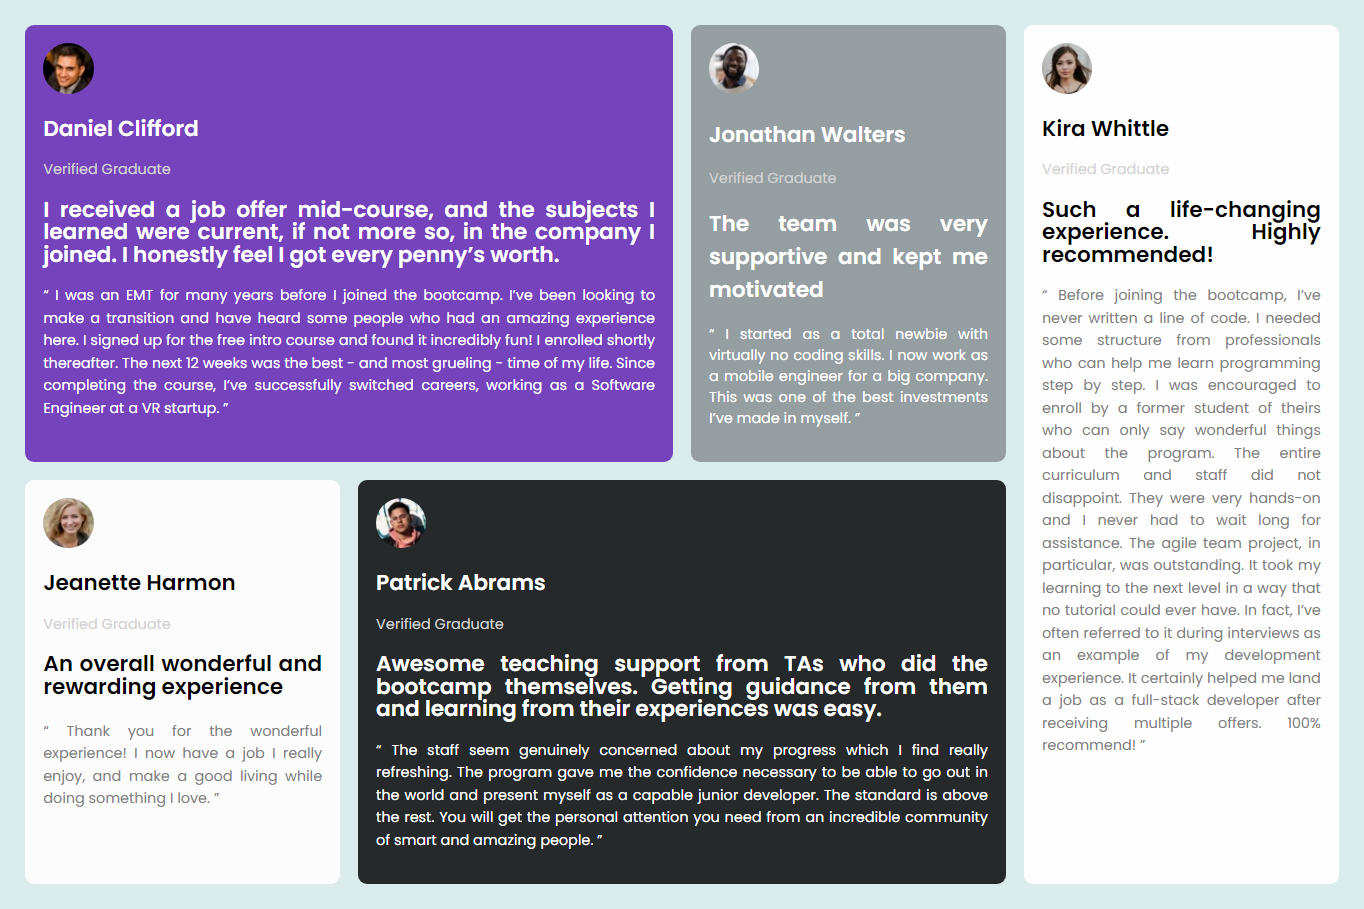 Daniel Clifford
Verified Graduate
I received a job offer mid-course, and the subjects I
learned were current, if not more so, in the company I
joined. I honestly feel I got every penny’s worth.
“ I was an EMT for many years before I joined the bootcamp. I’ve been looking to
make a transition and have heard some people who had an amazing experience
here. I signed up for the free intro course and found it incredibly fun! I enrolled shortly
thereafter. The next 12 weeks was the best - and most grueling - time of my life. Since
completing the course, I’ve successfully switched careers, working as a Software
Engineer at a VR startup. ”
Jonathan Walters
Verified Graduate
The team was very
supportive and kept me
motivated
“ I started as a total newbie with
virtually no coding skills. I now work as
a mobile engineer for a big company.
This was one of the best investments
I’ve made in myself. ”
Kira Whittle
Verified Graduate
Such a life-changing
experience. Highly
recommended!
“ Before joining the bootcamp, I’ve
never written a line of code. I needed
some structure from professionals
who can help me learn programming
step by step. I was encouraged to
enroll by a former student of theirs
who can only say wonderful things
about the program. The entire
curriculum and staff did not
disappoint. They were very hands-on
and I never had to wait long for
assistance. The agile team project, in
particular, was outstanding. It took my
learning to the next level in a way that
no tutorial could ever have. In fact, I’ve
often referred to it during interviews as
an example of my development
experience. It certainly helped me land
a job as a full-stack developer after
receiving multiple offers. 100%
recommend! ”
Jeanette Harmon
Verified Graduate
An overall wonderful and
rewarding experience
“ Thank you for the wonderful
experience! I now have a job I really
enjoy, and make a good living while
doing something I love. ”
Patrick Abrams
Verified Graduate
Awesome teaching support from TAs who did the
bootcamp themselves. Getting guidance from them
and learning from their experiences was easy.
“ The staff seem genuinely concerned about my progress which I find really
refreshing. The program gave me the confidence necessary to be able to go out in
the world and present myself as a capable junior developer. The standard is above
the rest. You will get the personal attention you need from an incredible community
of smart and amazing people. ”